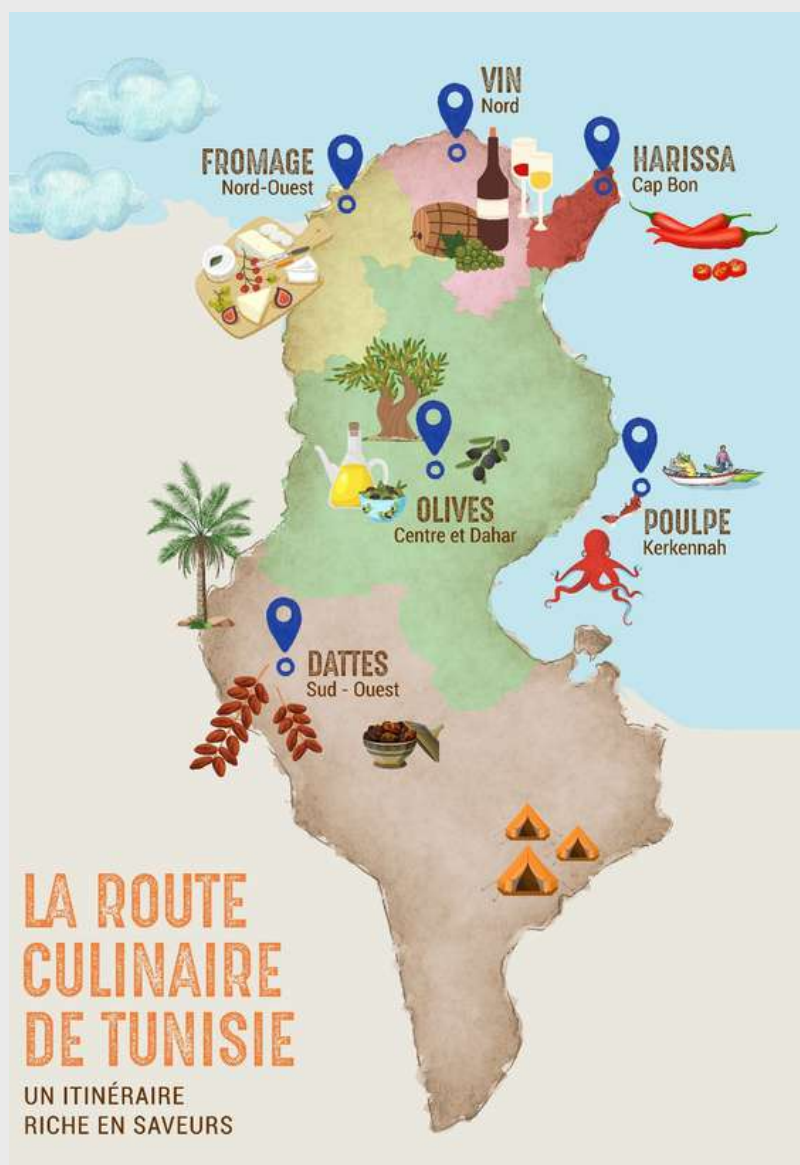 VIN
Nord
FROMAGE
Nord-Ouest
HARISSA
Cap Bon
OLIVES
Centre et Dahar
POULPE
Kerkennah
DATTES
Sud - Ouest
LA ROUTE
CULINAIRE
DE TUNISIE
UN ITINÉRAIRE
RICHE EN SAVEURS